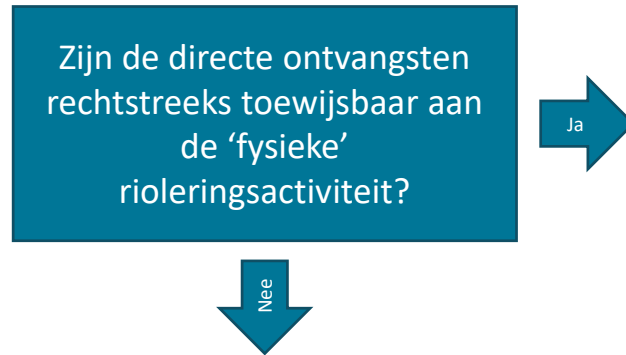 Zijn de directe ontvangsten
rechtstreeks toewijsbaar aan
de ‘fysieke’
rioleringsactiviteit?
Ja
Nee